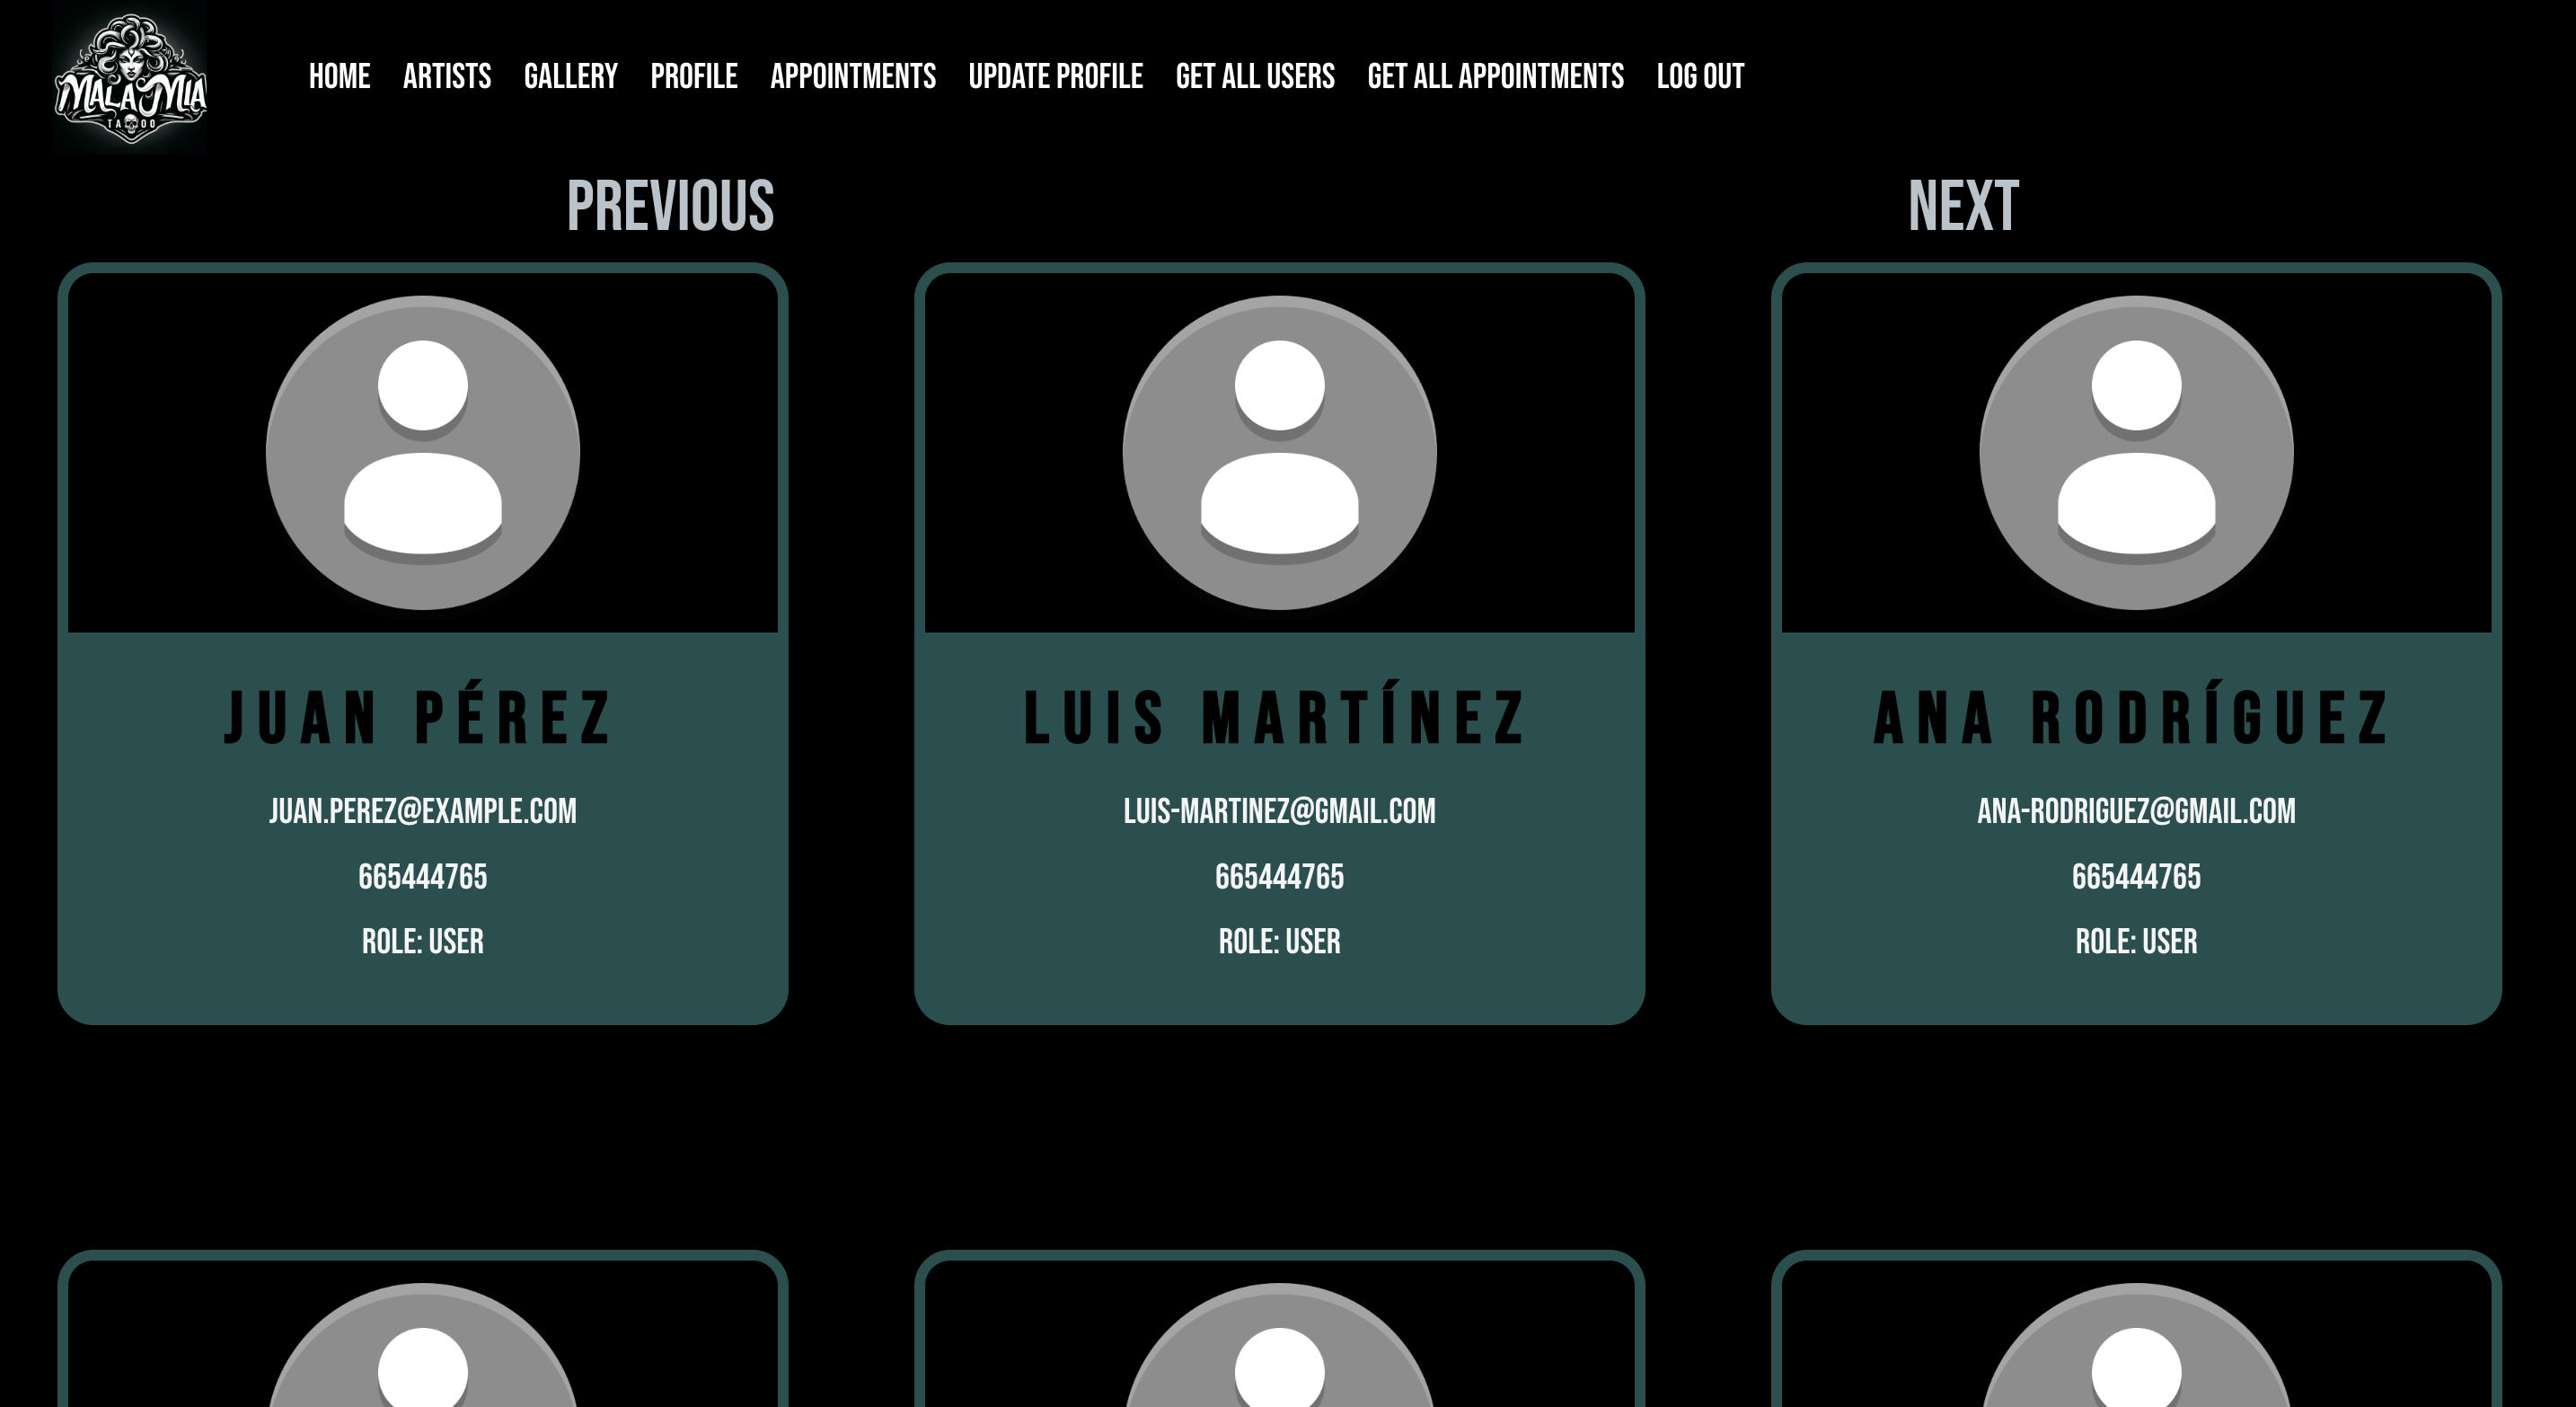 MALA MIA
TATTOO
HOME ARTISTS GALLERY PROFILE APPOINTMENTS UPDATE PROFILE GET ALL USERS GET ALL APPOINTMENTS LOG OUT
PREVIOUS NEXT
JUAN PÉREZ
JUAN.PEREZ@EXAMPLE.COM
665444765
ROLE: USER
LUIS MARTÍNEZ
LUIS-MARTINEZ@GMAIL.COM
665444765
ROLE: USER
ANA RODRÍGUEZ
ANA-RODRIGUEZ@GMAIL.COM
665444765
ROLE: USER